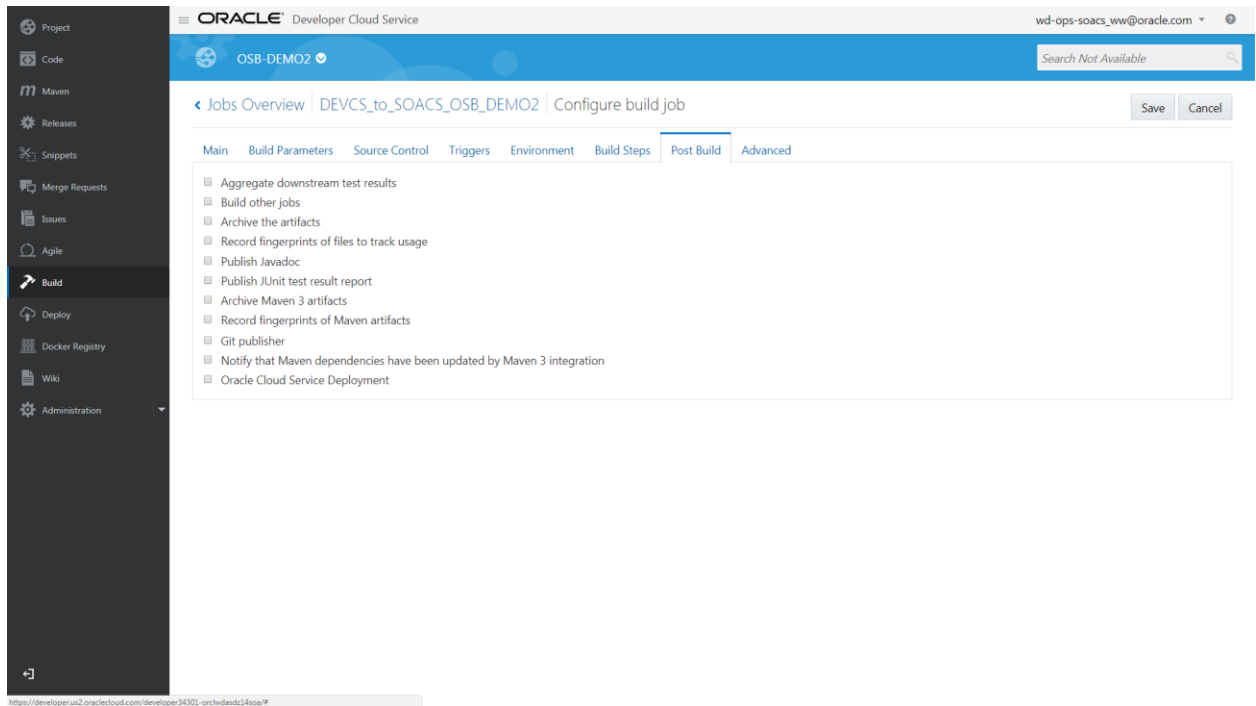 Project
Code
Maven
Releases
Snippets
Merge Requests
Issues
Agile
Build
Deploy
Docker Registry
Wiki
Administration
ORACLE Developer Cloud Service
wd-ops-soacs_ww@oracle.com
OSB-DEMO2
Search Not Available
Jobs Overview DEVCS_to_SOACS_OSB_DEMO2 Configure build job
Save Cancel
Main Build Parameters Source Control Triggers Environment Build Steps Post Build Advanced
Aggregate downstream test results
Build other jobs
Archive the artifacts
Record fingerprints of files to track usage
Publish Javadoc
Publish JUnit test result report
Archive Maven 3 artifacts
Record fingerprints of Maven artifacts
Git publisher
Notify that Maven dependencies have been updated by Maven 3 integration
Oracle Cloud Service Deployment
https://developer.us2.oraclecloud.com/developer34301-orclwdasdz14soa/#